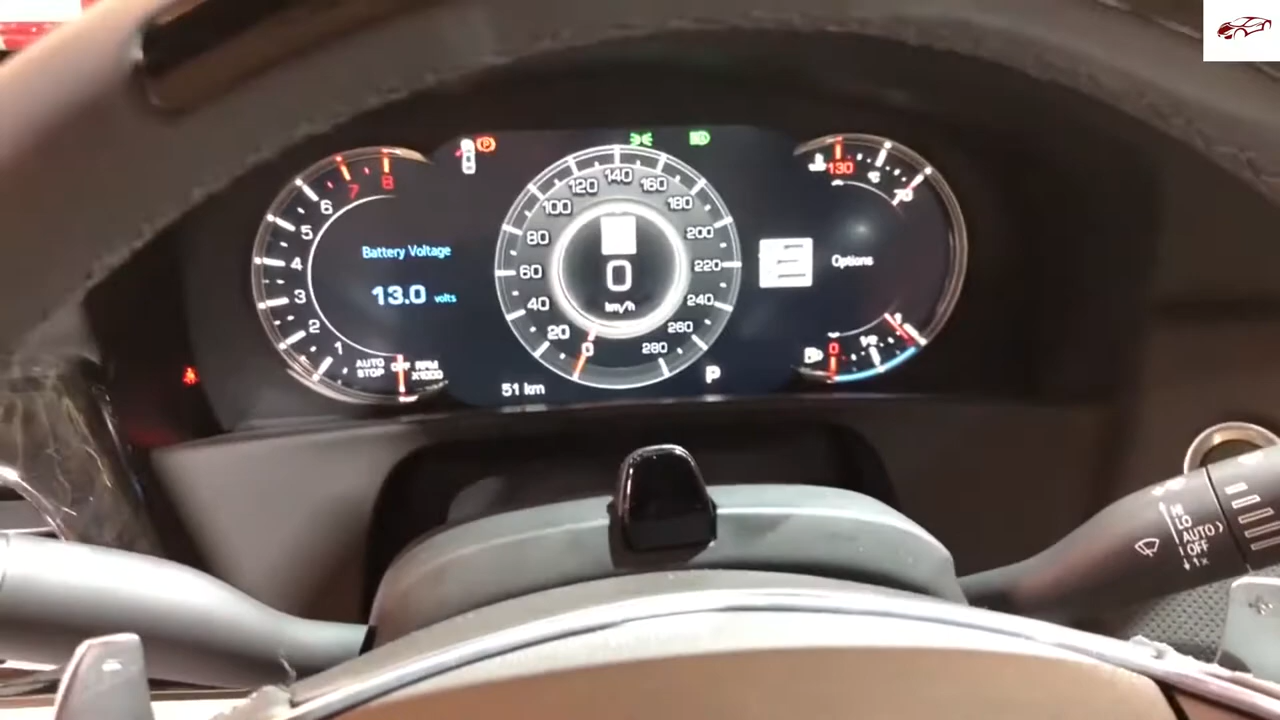 8
7
6
5
4
3
2
1
AUTO STOP
OFF
RPM X1000
Battery Voltage
13.0 volts
P
0
20
40
60
80
100
120
140
160
180
200
220
240
260
280
0
km/h
51 km
P
130
°C
70
Options
0
1/2
1
HI
LO
AUTO
OFF
1x